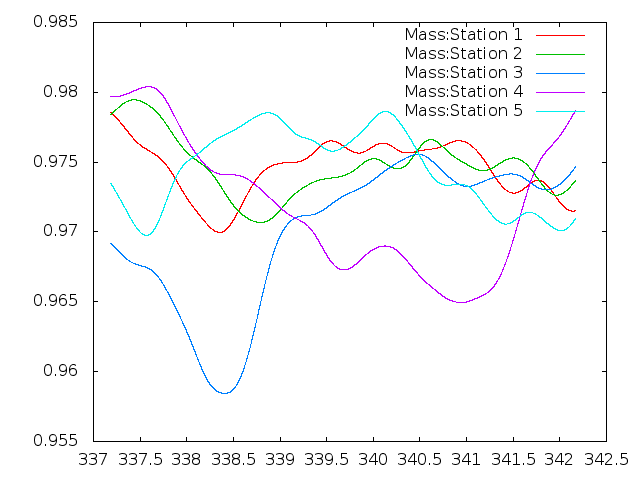 0.985
0.98
0.975
0.97
0.965
0.96
0.955
337 337.5 338 338.5 339 339.5 340 340.5 341 341.5 342 342.5
Mass:Station 1
Mass:Station 2
Mass:Station 3
Mass:Station 4
Mass:Station 5